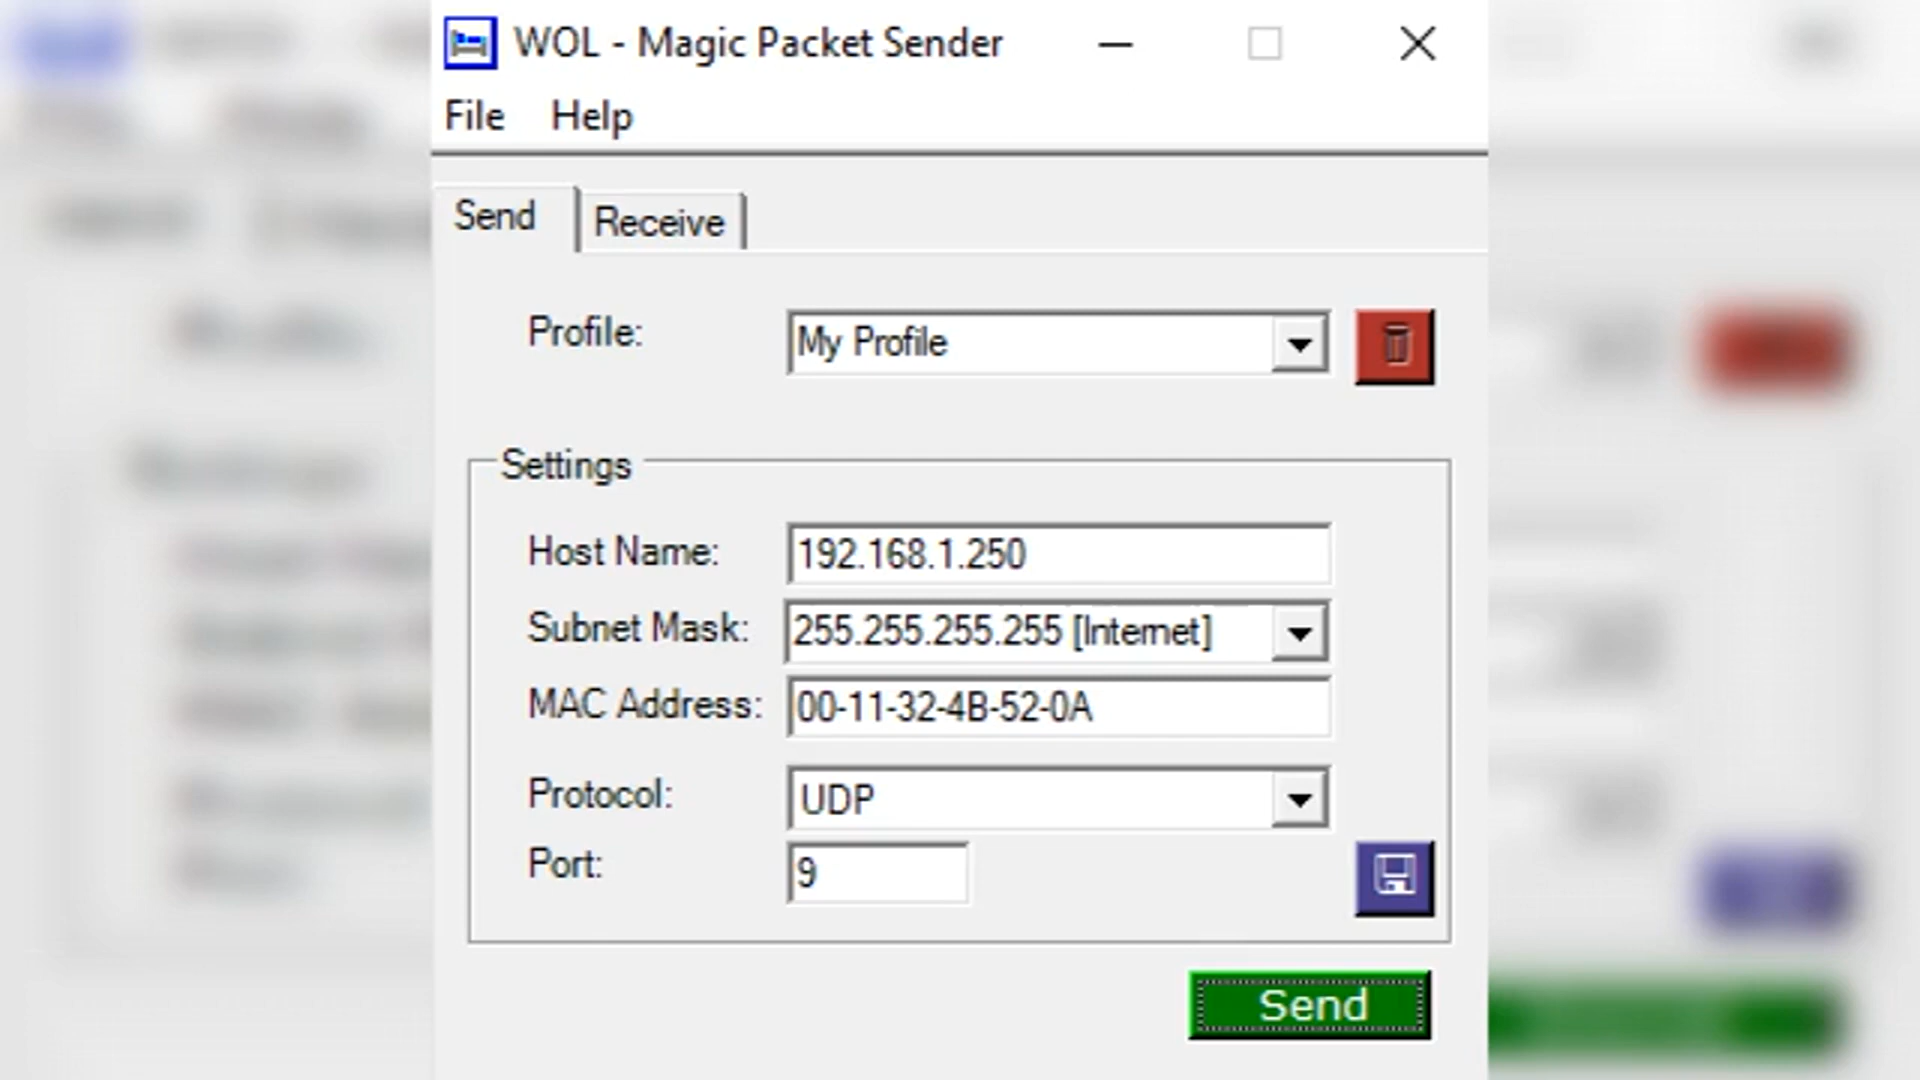 WOL - Magic Packet Sender
File Help
Send Receive
Profile: My Profile
Settings
Host Name: 192.168.1.250
Subnet Mask: 255.255.255.255 [Internet]
MAC Address: 00-11-32-4B-52-0A
Protocol: UDP
Port: 9
Send